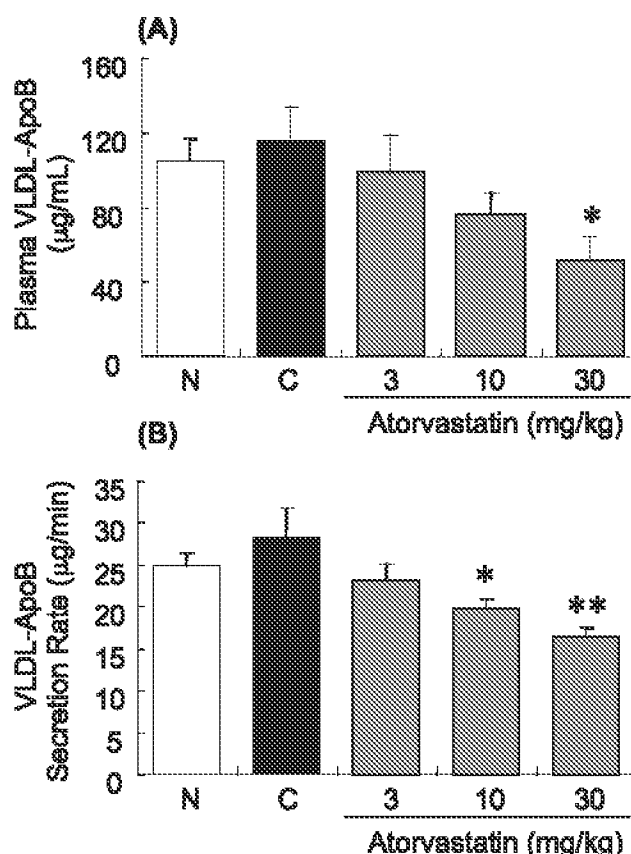 (A)
Plasma VLDL-ApoB
(μg/mL)
160
120
80
40
0
*
N C 3 10 30
Atorvastatin (mg/kg)
(B)
VLDL-ApoB
Secretion Rate (μg/min)
35
30
25
20
15
10
5
0
*
**
N C 3 10 30
Atorvastatin (mg/kg)